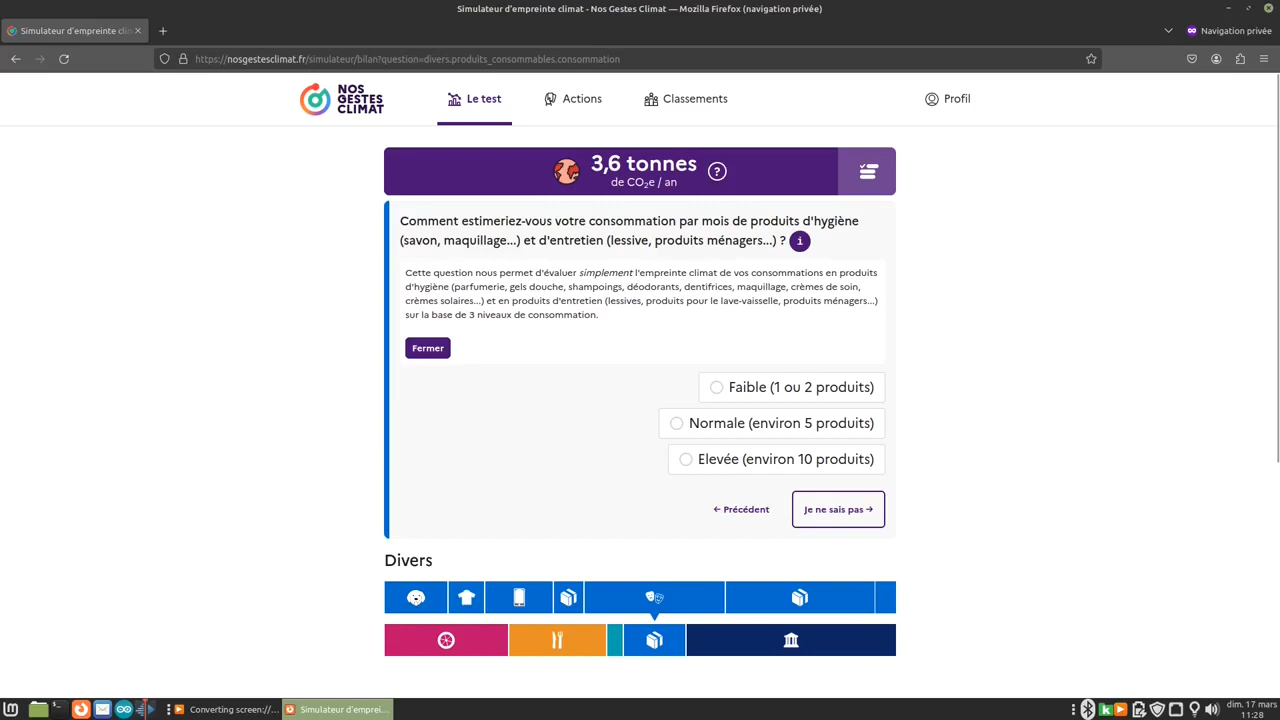 Simulateur d'empreinte climat - Nos Gestes Climat — Mozilla Firefox (navigation privée)
Simulateur d'empreinte clim
Navigation privée
https://nosgestesclimat.fr/simulateur/bilan?question=divers.produits_consommables.consommation
NOS
GESTES
CLIMAT
Le test
Actions
Classements
Profil
3,6 tonnes
de CO₂e / an
?
Comment estimeriez-vous votre consommation par mois de produits d'hygiène
(savon, maquillage...) et d'entretien (lessive, produits ménagers...) ? i
Cette question nous permet d'évaluer simplement l'empreinte climat de vos consommations en produits
d'hygiène (parfumerie, gels douche, shampoings, déodorants, dentifrices, maquillage, crèmes de soin,
crèmes solaires...) et en produits d'entretien (lessives, produits pour le lave-vaisselle, produits ménagers...)
sur la base de 3 niveaux de consommation.
Fermer
Faible (1 ou 2 produits)
Normale (environ 5 produits)
Elevée (environ 10 produits)
← Précédent
Je ne sais pas →
Divers
Converting screen://...
Simulateur d'emprei...
dim. 17 mars
11:28